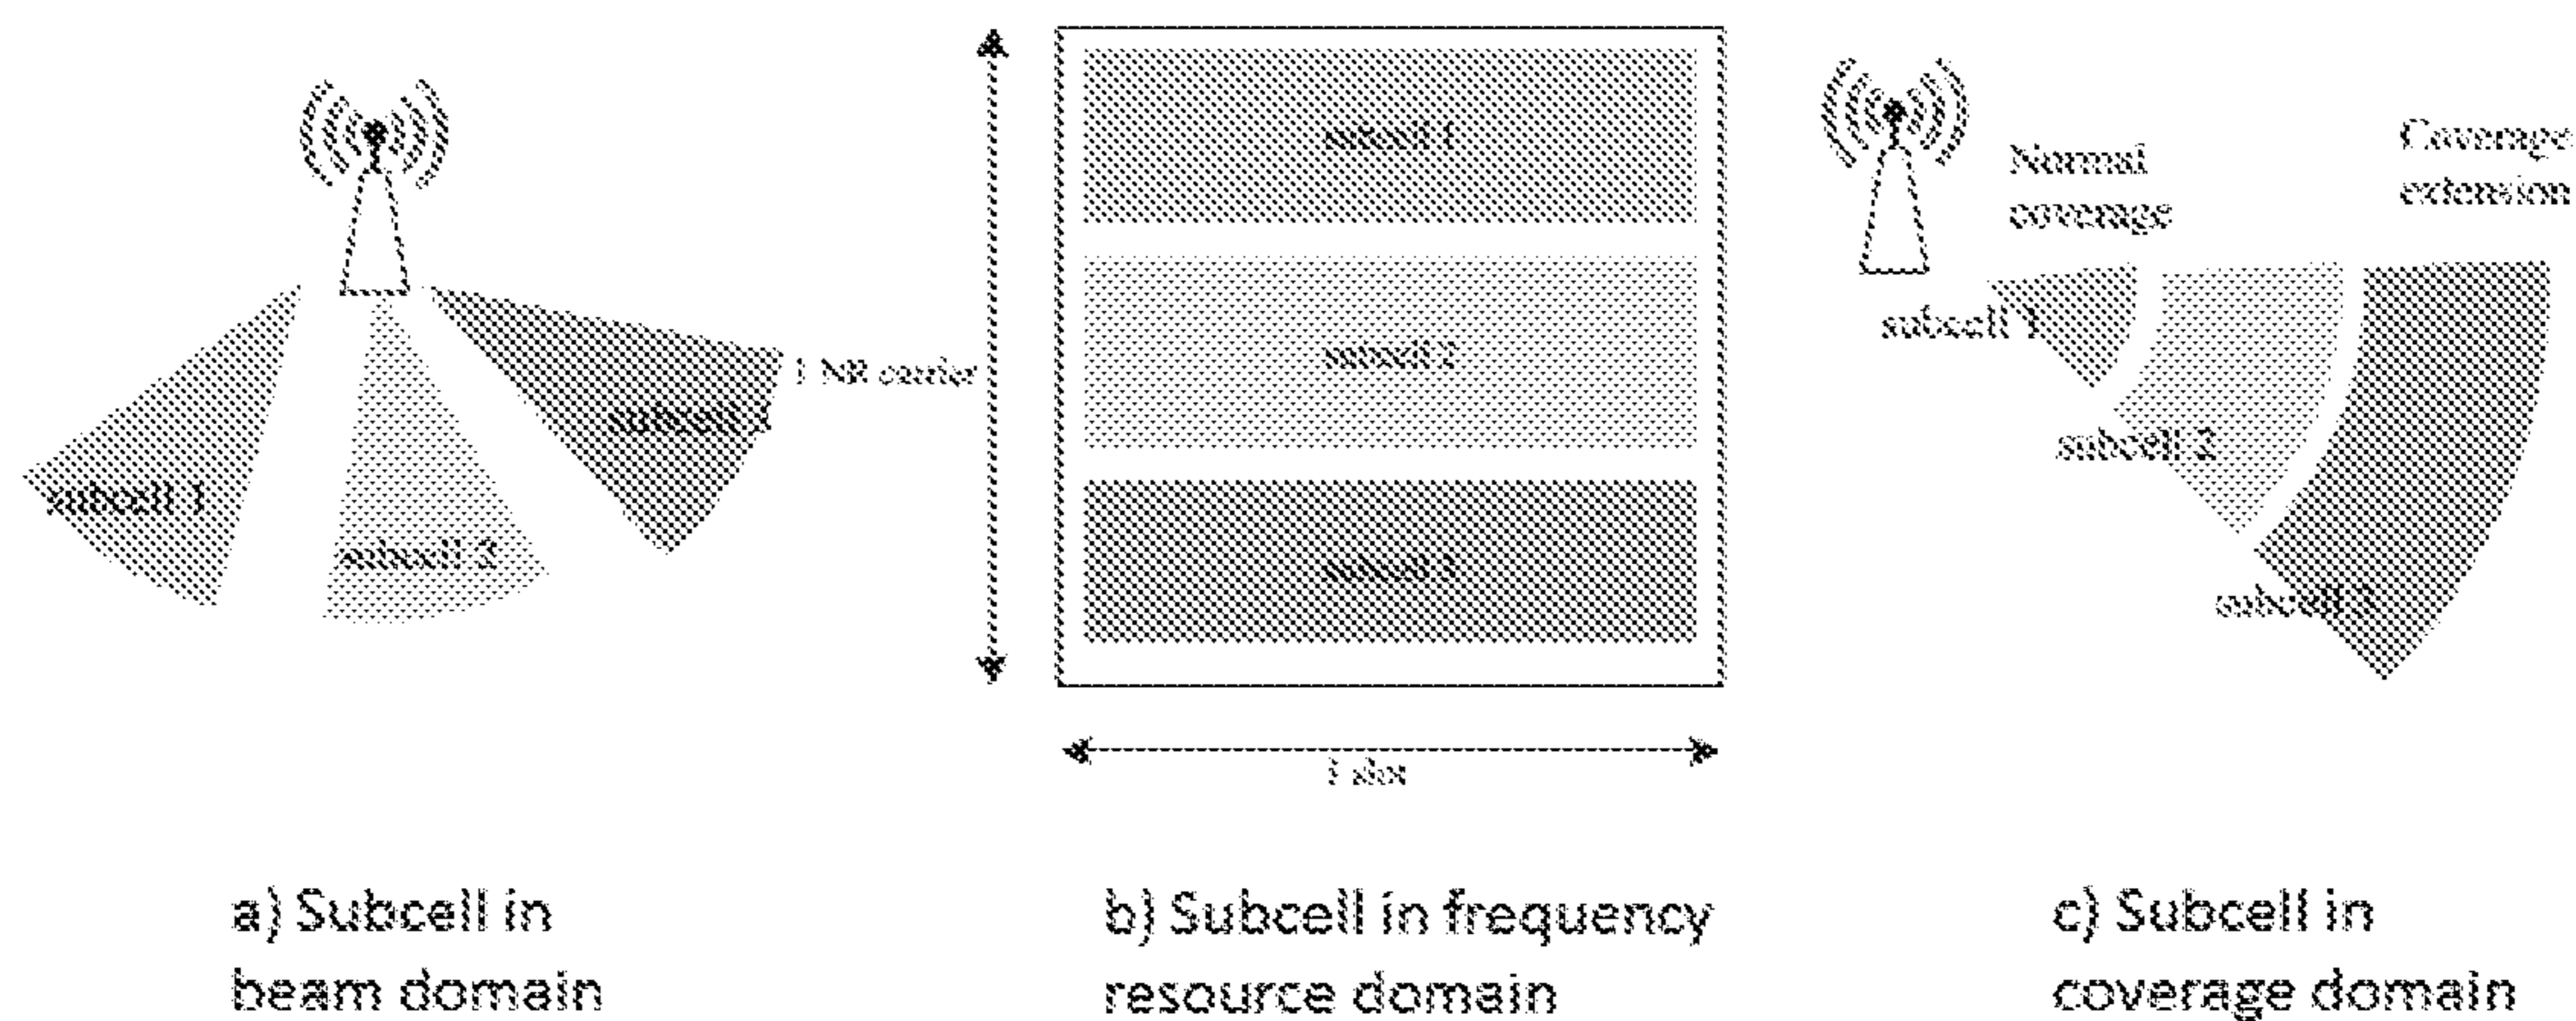 subcell 1
subcell 2
subcell 3
1 NR carrier
subcell 1
subcell 2
subcell 3
1 slot
Normal
coverage
Coverage
extension
subcell 1
subcell 2
subcell 3
a) Subcell in
beam domain
b) Subcell in frequency
resource domain
c) Subcell in
coverage domain